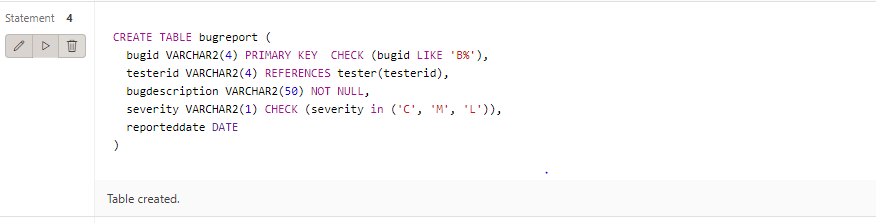 Statement 4
CREATE TABLE bugreport (
bugid VARCHAR2(4) PRIMARY KEY  CHECK (bugid LIKE 'B%'),
testerid VARCHAR2(4) REFERENCES tester(testerid),
bugdescription VARCHAR2(50) NOT NULL,
severity VARCHAR2(1) CHECK (severity in ('C', 'M', 'L')),
reporteddate DATE
)
Table created.